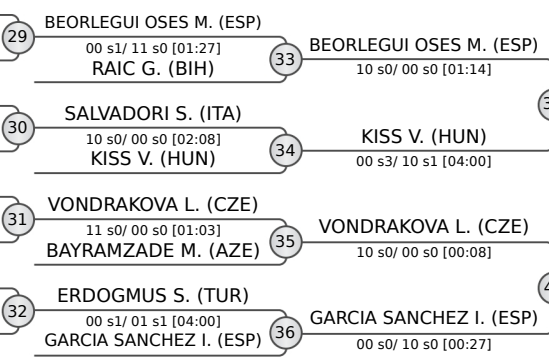 BEORLEGUI OSES M. (ESP)
29
00 s1/ 11 s0 [01:27]
RAIC G. (BIH)
33
BEORLEGUI OSES M. (ESP)
10 s0/ 00 s0 [01:14]
SALVADORI S. (ITA)
30
10 s0/ 00 s0 [02:08]
KISS V. (HUN)
34
KISS V. (HUN)
00 s3/ 10 s1 [04:00]
VONDRAKOVA L. (CZE)
31
11 s0/ 00 s0 [01:03]
BAYRAMZADE M. (AZE)
35
VONDRAKOVA L. (CZE)
10 s0/ 00 s0 [00:08]
ERDOGMUS S. (TUR)
32
00 s1/ 01 s1 [04:00]
GARCIA SANCHEZ I. (ESP)
36
GARCIA SANCHEZ I. (ESP)
00 s0/ 10 s0 [00:27]